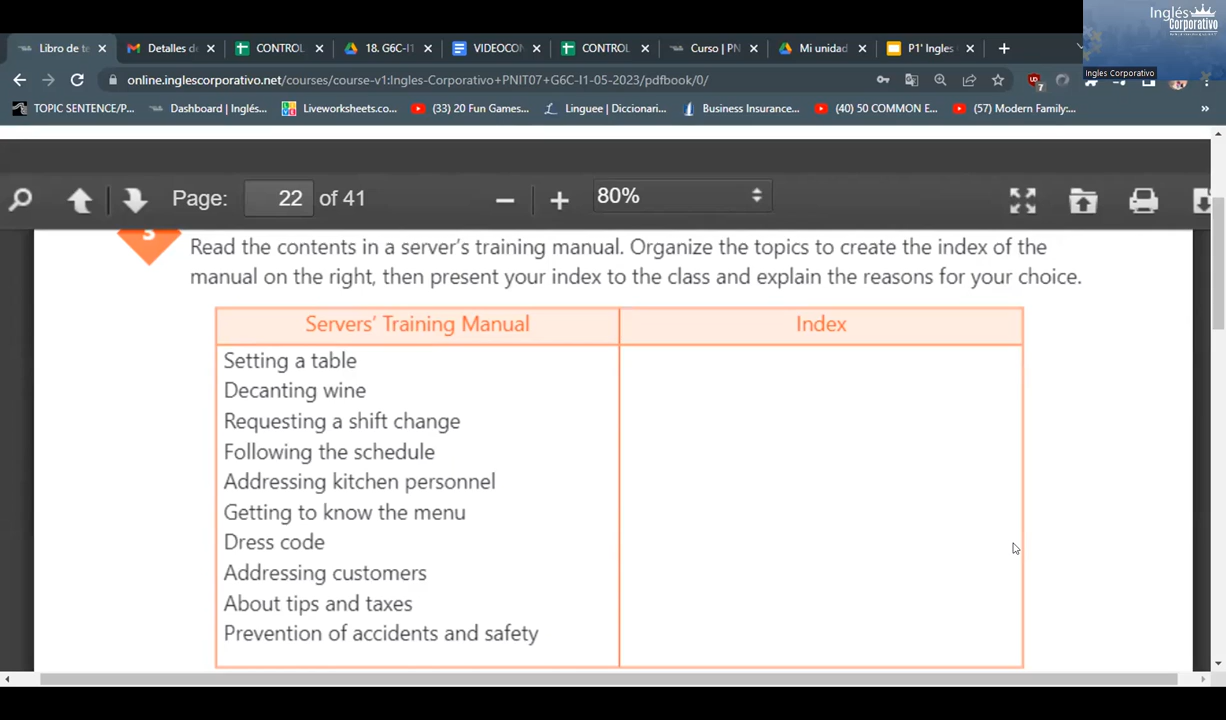 Inglés
Corporativo
Ingles Corporativo
Libro de te
Detalles de
CONTROL
18. G6C-I1
VIDEOCON
CONTROL
Curso | PN
Mi unidad
P1' Ingles
online.inglescorporativo.net/courses/course-v1:Ingles-Corporativo+PNIT07+G6C-I1-05-2023/pdfbook/0/
7
TOPIC SENTENCE/P...
Dashboard | Inglés...
Liveworksheets.co...
(33) 20 Fun Games...
Linguee | Diccionari...
Business Insurance...
(40) 50 COMMON E...
(57) Modern Family:...
Page: 22 of 41
80%
3
Read the contents in a server's training manual. Organize the topics to create the index of the
manual on the right, then present your index to the class and explain the reasons for your choice.
Servers' Training Manual
Index
Setting a table
Decanting wine
Requesting a shift change
Following the schedule
Addressing kitchen personnel
Getting to know the menu
Dress code
Addressing customers
About tips and taxes
Prevention of accidents and safety